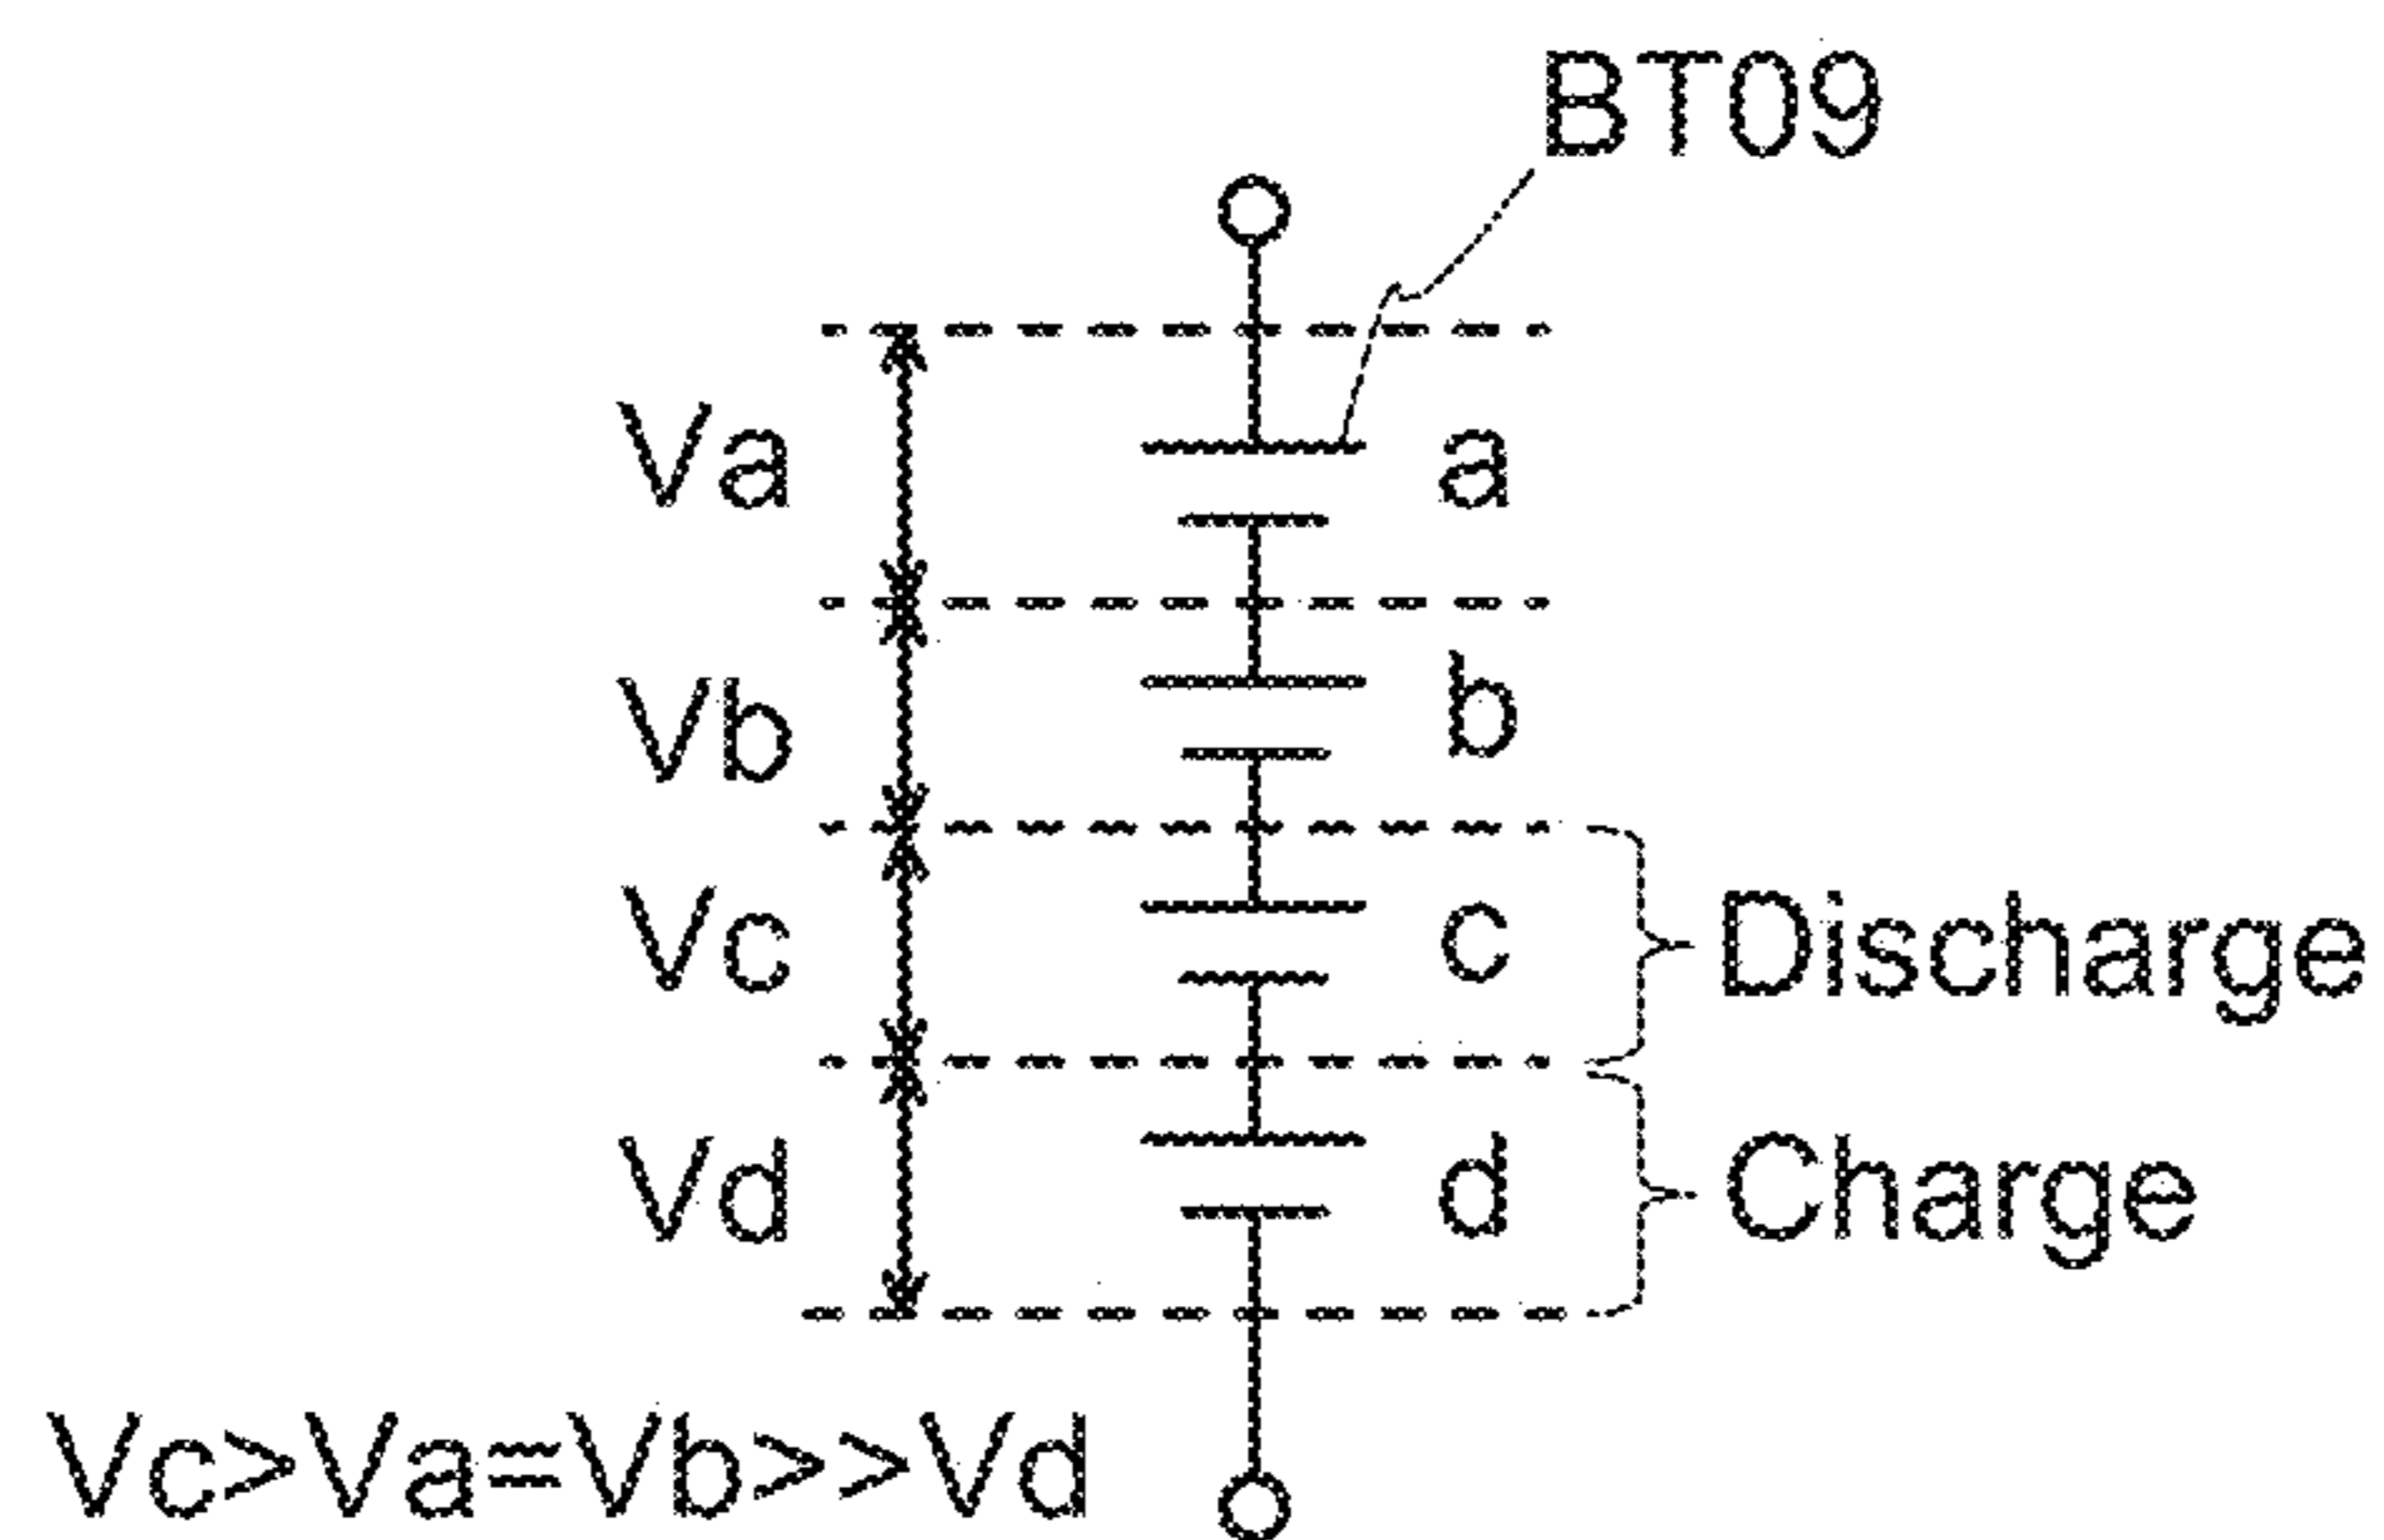 BT09
Va
a
Vb
b
Vc
c
Discharge
Vd
d
Charge
Vc>Va=Vb>>Vd